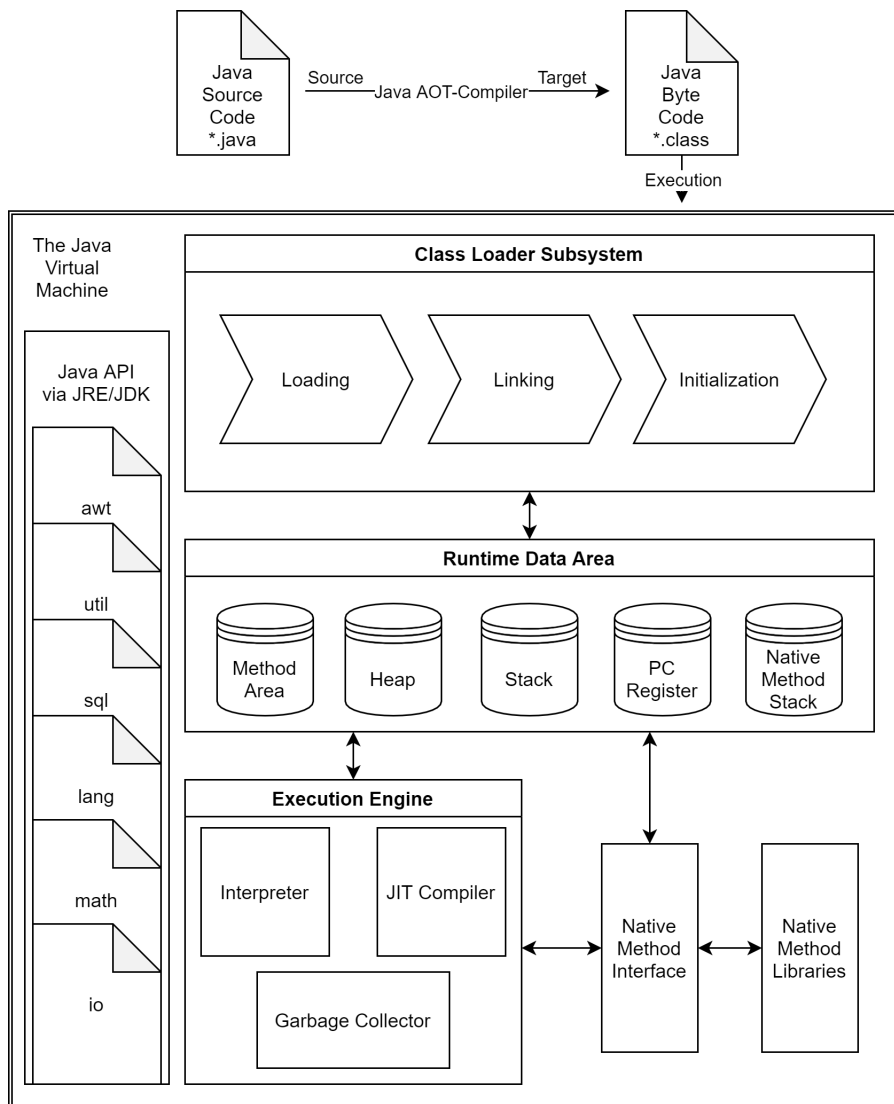 Java
Source
Code
*.java
Source
Java AOT-Compiler
Target
Java
Byte
Code
*.class
Execution
The Java
Virtual
Machine
Java API
via JRE/JDK
awt
util
sql
lang
math
io
Class Loader Subsystem
Loading
Linking
Initialization
Runtime Data Area
Method
Area
Heap
Stack
PC
Register
Native
Method
Stack
Execution Engine
Interpreter
JIT Compiler
Garbage Collector
Native
Method
Interface
Native
Method
Libraries